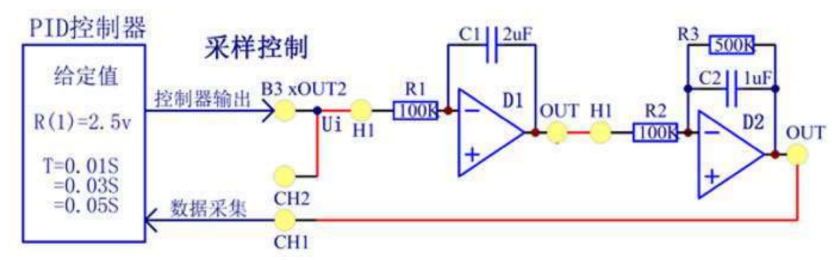 PID控制器
采样控制
给定值
R(1)=2.5v
T=0.01S
=0.03S
=0.05S
控制器输出
数据采集
B3 xOUT2
Ui
H1
CH2
CH1
R1
100K
C1
2uF
D1
OUT
H1
R2
100K
R3
500K
C2
1uF
D2
OUT